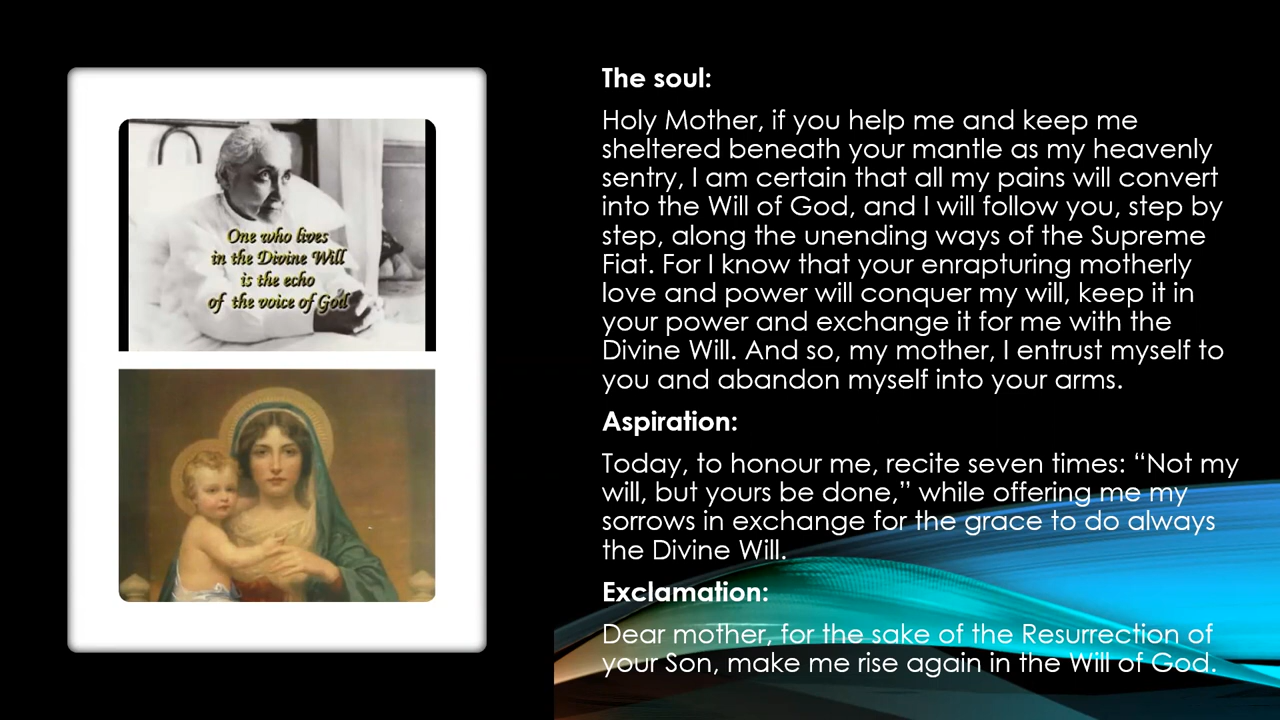 One who lives
in the Divine Will
is the echo
of the voice of God
The soul:
Holy Mother, if you help me and keep me
sheltered beneath your mantle as my heavenly
sentry, I am certain that all my pains will convert
into the Will of God, and I will follow you, step by
step, along the unending ways of the Supreme
Fiat. For I know that your enrapturing motherly
love and power will conquer my will, keep it in
your power and exchange it for me with the
Divine Will. And so, my mother, I entrust myself to
you and abandon myself into your arms.
Aspiration:
Today, to honour me, recite seven times: “Not my
will, but yours be done,” while offering me my
sorrows in exchange for the grace to do always
the Divine Will.
Exclamation:
Dear mother, for the sake of the Resurrection of
your Son, make me rise again in the Will of God.